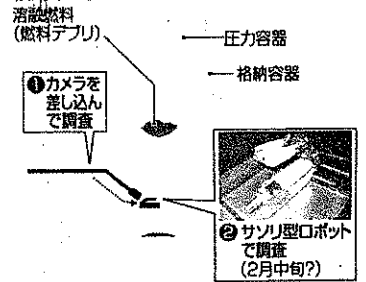 溶融燃料
(燃料デブリ)
圧力容器
格納容器
❶カメラを
差し込ん
で調査
❷サソリ型ロボット
で調査
(2月中旬?)